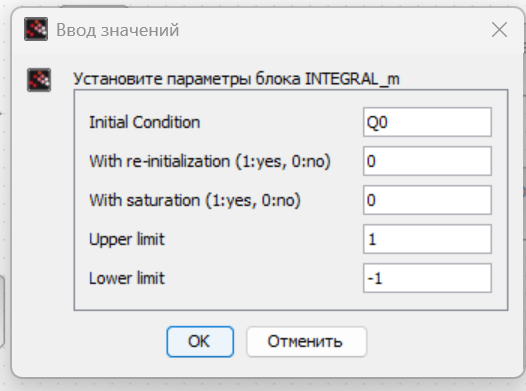 Ввод значений
Установите параметры блока INTEGRAL_m
Initial Condition Q0
With re-initialization (1:yes, 0:no) 0
With saturation (1:yes, 0:no) 0
Upper limit 1
Lower limit -1
OK Отменить